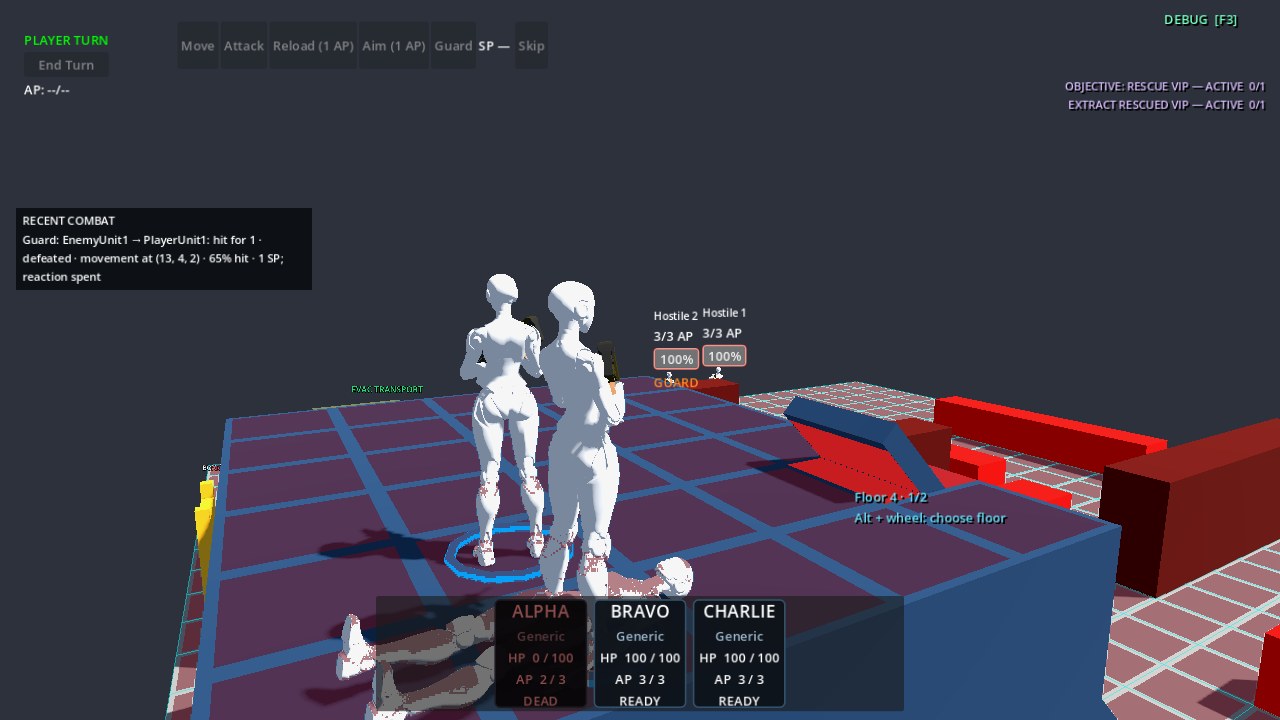 DEBUG [F3]
PLAYER TURN
Move
Attack
Reload (1 AP)
Aim (1 AP)
Guard
SP —
Skip
End Turn
AP: --/--
OBJECTIVE: RESCUE VIP — ACTIVE 0/1
EXTRACT RESCUED VIP — ACTIVE 0/1
RECENT COMBAT
Guard: EnemyUnit1 → PlayerUnit1: hit for 1 ·
defeated · movement at (13, 4, 2) · 65% hit · 1 SP;
reaction spent
Hostile 2
3/3 AP
100%
GUARD
Hostile 1
3/3 AP
100%
EVAC TRANSPORT
Floor 4 · 1/2
Alt + wheel: choose floor
ALPHA
Generic
HP 0 / 100
AP 2 / 3
DEAD
BRAVO
Generic
HP 100 / 100
AP 3 / 3
READY
CHARLIE
Generic
HP 100 / 100
AP 3 / 3
READY